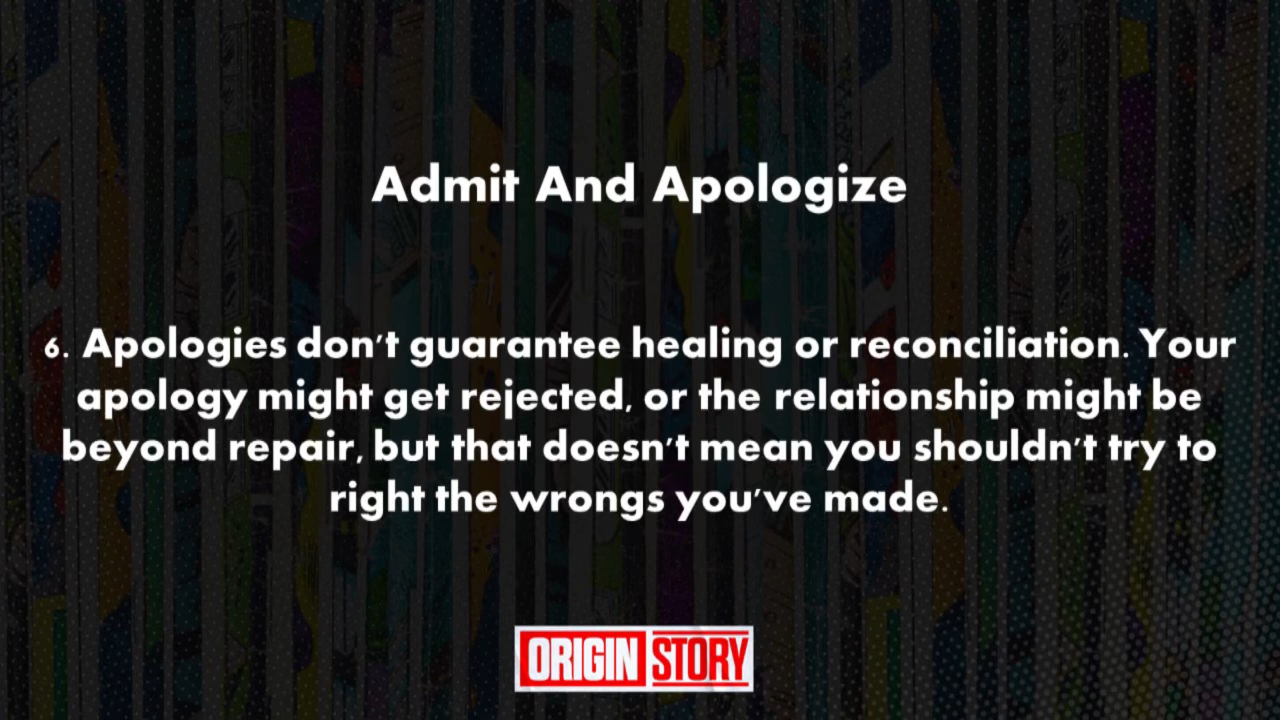 Admit And Apologize
6. Apologies don't guarantee healing or reconciliation. Your
apology might get rejected, or the relationship might be
beyond repair, but that doesn't mean you shouldn't try to
right the wrongs you've made.
ORIGIN STORY